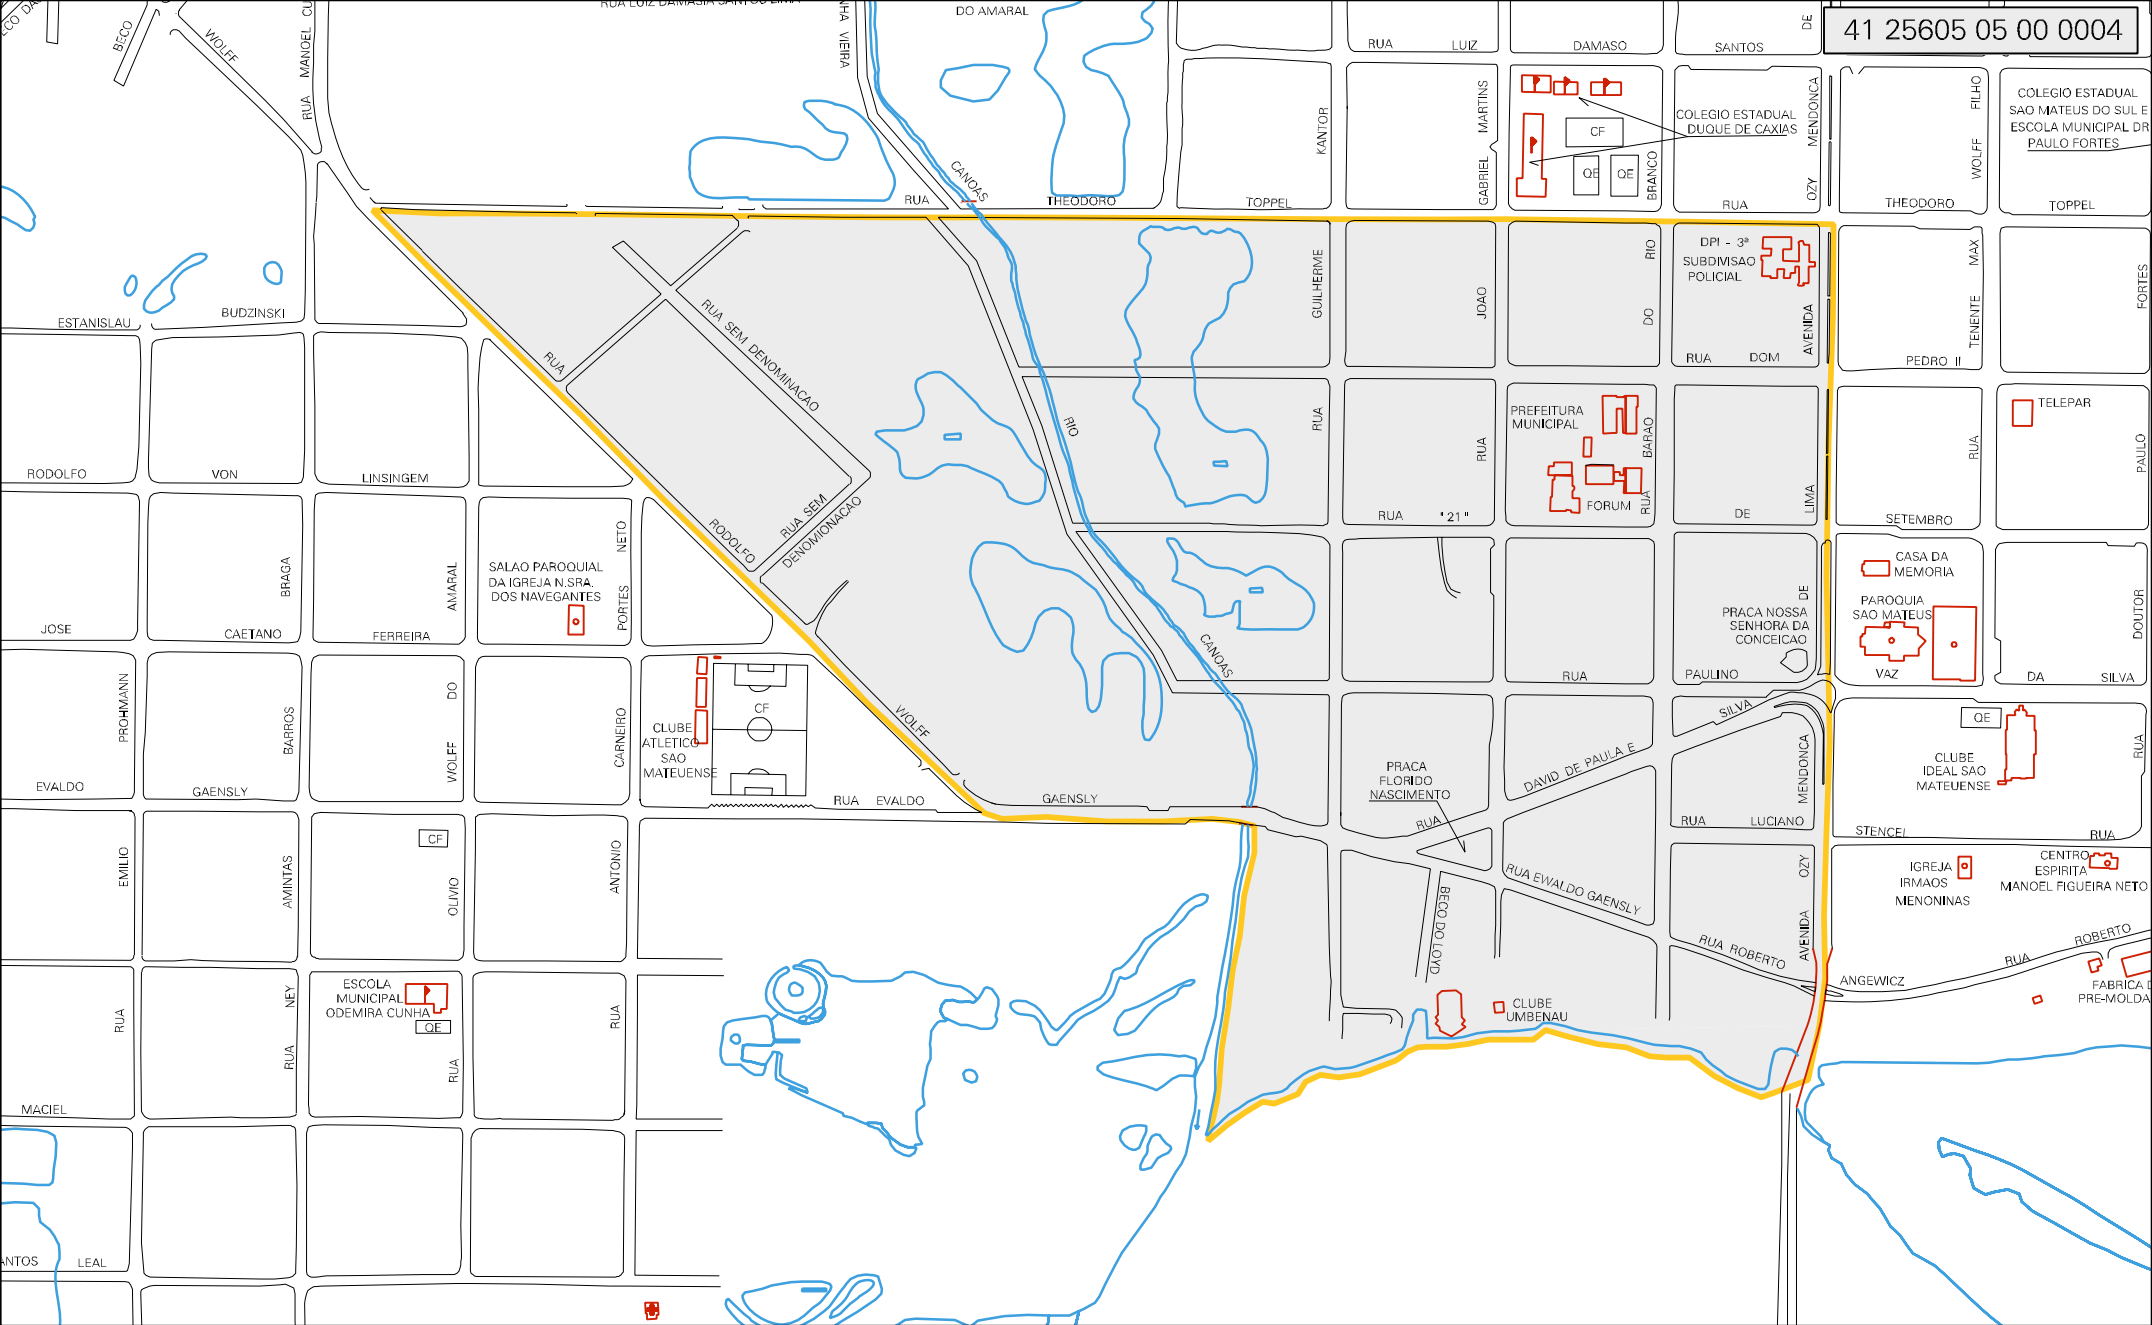 41 25605 05 00 0004
RUA LUIZ DAMASIA SANTOS LIMA
DO AMARAL
BECO
WOLFF
RUA MANOEL
VIEIRA
RUA LUIZ DAMASO SANTOS
DE
COLEGIO ESTADUAL
DUQUE DE CAXIAS
CF
QE
QE
COLEGIO ESTADUAL
SAO MATEUS DO SUL E
ESCOLA MUNICIPAL DR
PAULO FORTES
KANTOR
GABRIEL MARTINS
BRANCO
OZY MENDONCA
WOLFF FILHO
CANOAS
RUA THEODORO TOPPEL
RUA THEODORO TOPPEL
DPI - 3ª
SUBDIVISAO
POLICIAL
GUILHERME
JOAO
DO RIO
AVENIDA
TENENTE MAX
FORTES
ESTANISLAU BUDZINSKI
RUA SEM DENOMINACAO
RUA
RUA DOM PEDRO II
RIO
PREFEITURA
MUNICIPAL
FORUM
TELEPAR
RUA
RUA
RUA BARAO
LIMA
RUA
PAULO
RODOLFO VON LINSINGEM
RUA SEM
DENOMIONACAO
RODOLFO
RUA "21" DE SETEMBRO
SALAO PAROQUIAL
DA IGREJA N.SRA.
DOS NAVEGANTES
BRAGA
AMARAL
PORTES NETO
CASA DA
MEMORIA
PAROQUIA
SAO MATEUS
PRACA NOSSA
SENHORA DA
CONCEICAO
DE
DOUTOR
JOSE CAETANO FERREIRA
CANOAS
RUA PAULINO VAZ DA SILVA
PROHMANN
BARROS
WOLFF DO
CARNEIRO
CLUBE
ATLETICO
SAO
MATEUENSE
CF
WOLFF
SILVA
DAVID DE PAULA E
RUA
PRACA
FLORIDO
NASCIMENTO
MENDONCA
QE
CLUBE
IDEAL SAO
MATEUENSE
RUA
EVALDO GAENSLY
RUA EVALDO GAENSLY
RUA LUCIANO STENCEL RUA
EMILIO
AMINTAS
CF
OLIVIO
ANTONIO
BECO DO LOYD
RUA EWALDO GAENSLY
AVENIDA OZY
IGREJA
IRMAOS
MENONINAS
CENTRO
ESPIRITA
MANOEL FIGUEIRA NETO
RUA ROBERTO
ANGEWICZ
RUA ROBERTO
ESCOLA
MUNICIPAL
ODEMIRA CUNHA
QE
RUA
RUA NEY
RUA
RUA
CLUBE
UMBENAU
FABRICA
PRE-MOLDA
MACIEL
LEAL